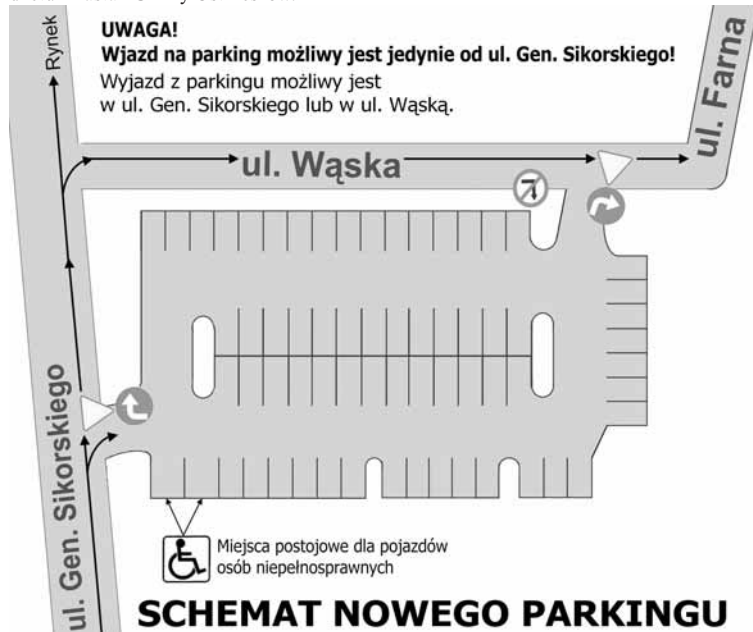 UWAGA!
Wjazd na parking możliwy jest jedynie od ul. Gen. Sikorskiego!
Wyjazd z parkingu możliwy jest
w ul. Gen. Sikorskiego lub w ul. Wąską.
Rynek
ul. Farna
ul. Wąska
ul. Gen. Sikorskiego
Miejsca postojowe dla pojazdów
osób niepełnosprawnych
SCHEMAT NOWEGO PARKINGU